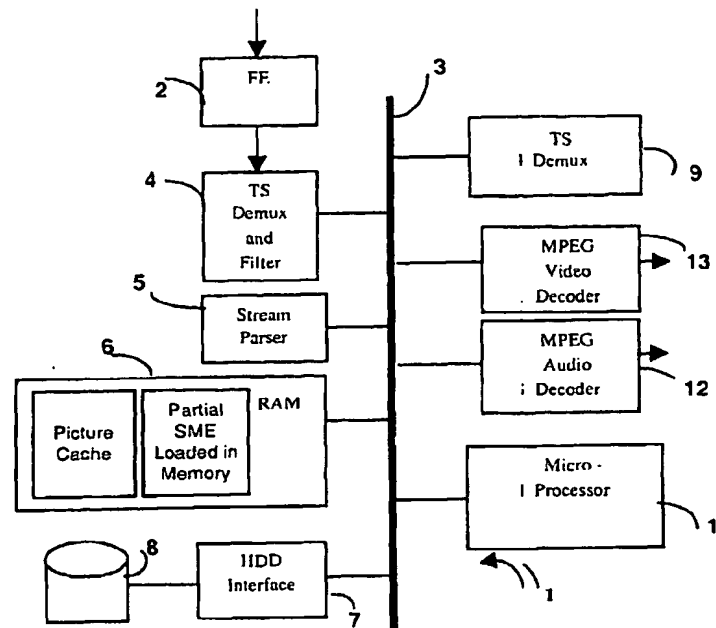 FE.
2
3
TS
Demux
9
4
TS
Demux
and
Filter
MPEG
Video
Decoder
13
5
Stream
Parser
MPEG
Audio
Decoder
12
6
RAM
Picture
Cache
Partial
SME
Loaded in
Memory
Micro -
Processor
1
8
HDD
Interface
7
1